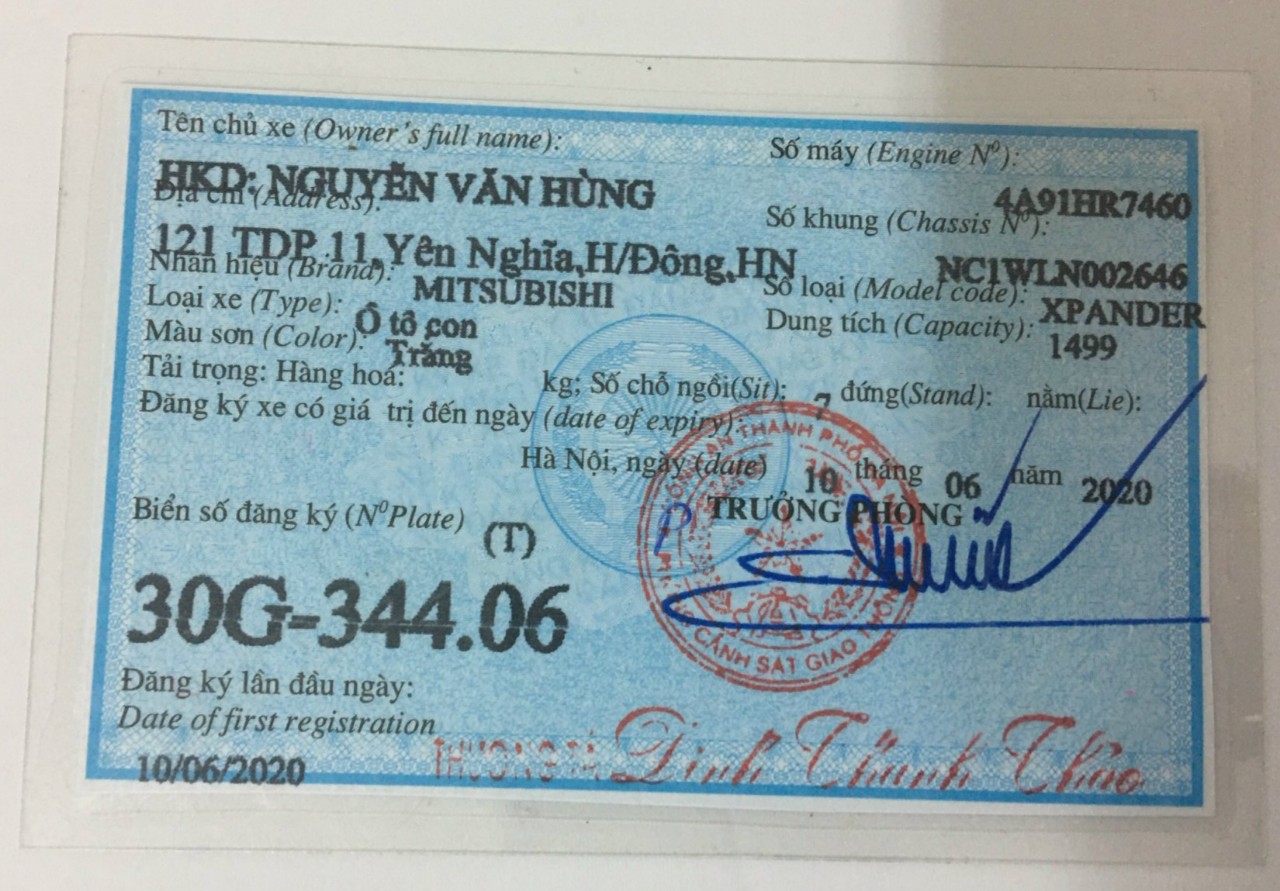 Tên chủ xe (Owner's full name):
HKD: NGUYỄN VĂN HÙNG
Địa chỉ (Address):
121 TDP 11,Yên Nghĩa,H/Đông,HN
Nhãn hiệu (Brand): MITSUBISHI
Loại xe (Type): Ô tô con
Màu sơn (Color): Trắng
Số máy (Engine Nº):
4A91HR7460
Số khung (Chassis Nº):
NC1WLN002646
Số loại (Model code): XPANDER
Dung tích (Capacity): 1499
Tải trọng: Hàng hoá: kg; Số chỗ ngồi(Sit): 7 đứng(Stand): nằm(Lie):
Đăng ký xe có giá trị đến ngày (date of expiry):
Hà Nội, ngày (date) 10 tháng 06 năm 2020
TRƯỞNG PHÒNG
Biển số đăng ký (NºPlate) (T)
30G-344.06
CẢNH SÁT GIAO THÔNG
Đăng ký lần đầu ngày:
Date of first registration
10/06/2020
THƯỢNG TÁ Đinh Thanh Thảo